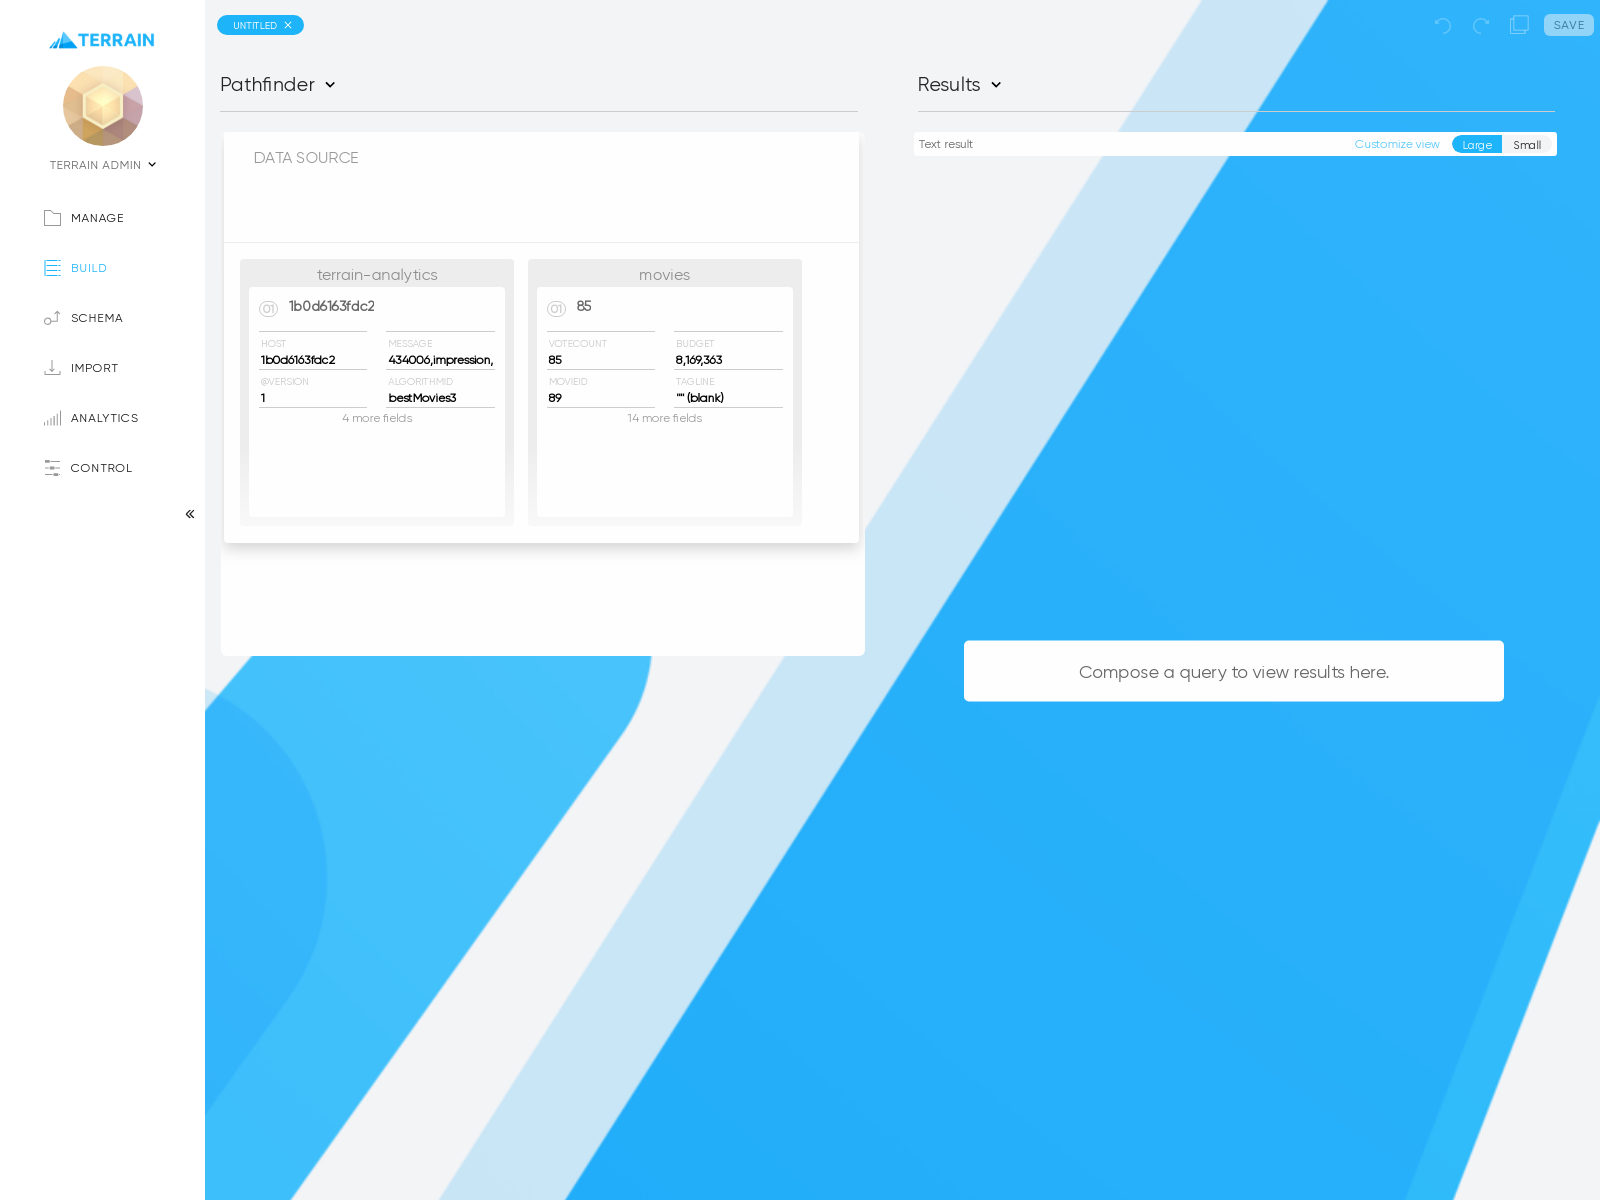 TERRAIN
TERRAIN ADMIN
MANAGE
BUILD
SCHEMA
IMPORT
ANALYTICS
CONTROL
UNTITLED
SAVE
Pathfinder
DATA SOURCE
terrain-analytics
01 1b0d6163fdc2
HOST MESSAGE
1b0d6163fdc2 434006,impression,
@VERSION ALGORITHMID
1 bestMovies3
4 more fields
movies
01 85
VOTECOUNT BUDGET
85 8,169,363
MOVIEID TAGLINE
89 "" (blank)
14 more fields
Results
Text result Customize view Large Small
Compose a query to view results here.